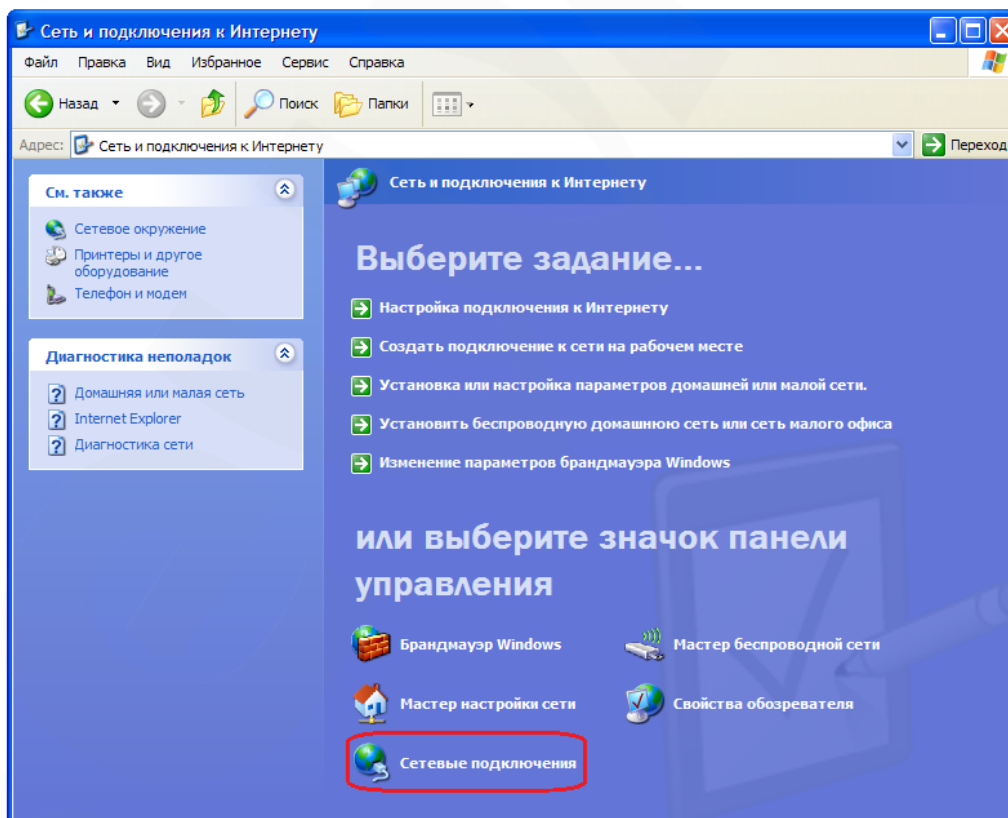 Сеть и подключения к Интернету
Файл Правка Вид Избранное Сервис Справка
Назад Поиск Папки
Адрес: Сеть и подключения к Интернету Переход
См. также
Сетевое окружение
Принтеры и другое
оборудование
Телефон и модем
Диагностика неполадок
Домашняя или малая сеть
Internet Explorer
Диагностика сети
Сеть и подключения к Интернету
Выберите задание...
Настройка подключения к Интернету
Создать подключение к сети на рабочем месте
Установка или настройка параметров домашней или малой сети.
Установить беспроводную домашнюю сеть или сеть малого офиса
Изменение параметров брандмауэра Windows
или выберите значок панели
управления
Брандмауэр Windows Мастер беспроводной сети
Мастер настройки сети Свойства обозревателя
Сетевые подключения